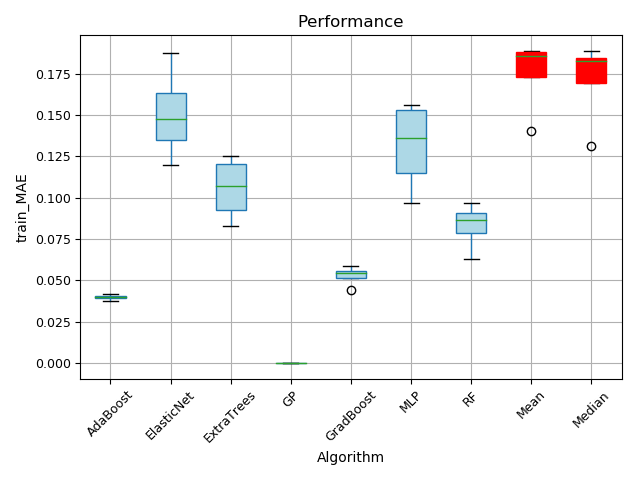 Performance
train_MAE
0.175
0.150
0.125
0.100
0.075
0.050
0.025
0.000
AdaBoost
ElasticNet
ExtraTrees
GP
GradBoost
MLP
RF
Mean
Median
Algorithm